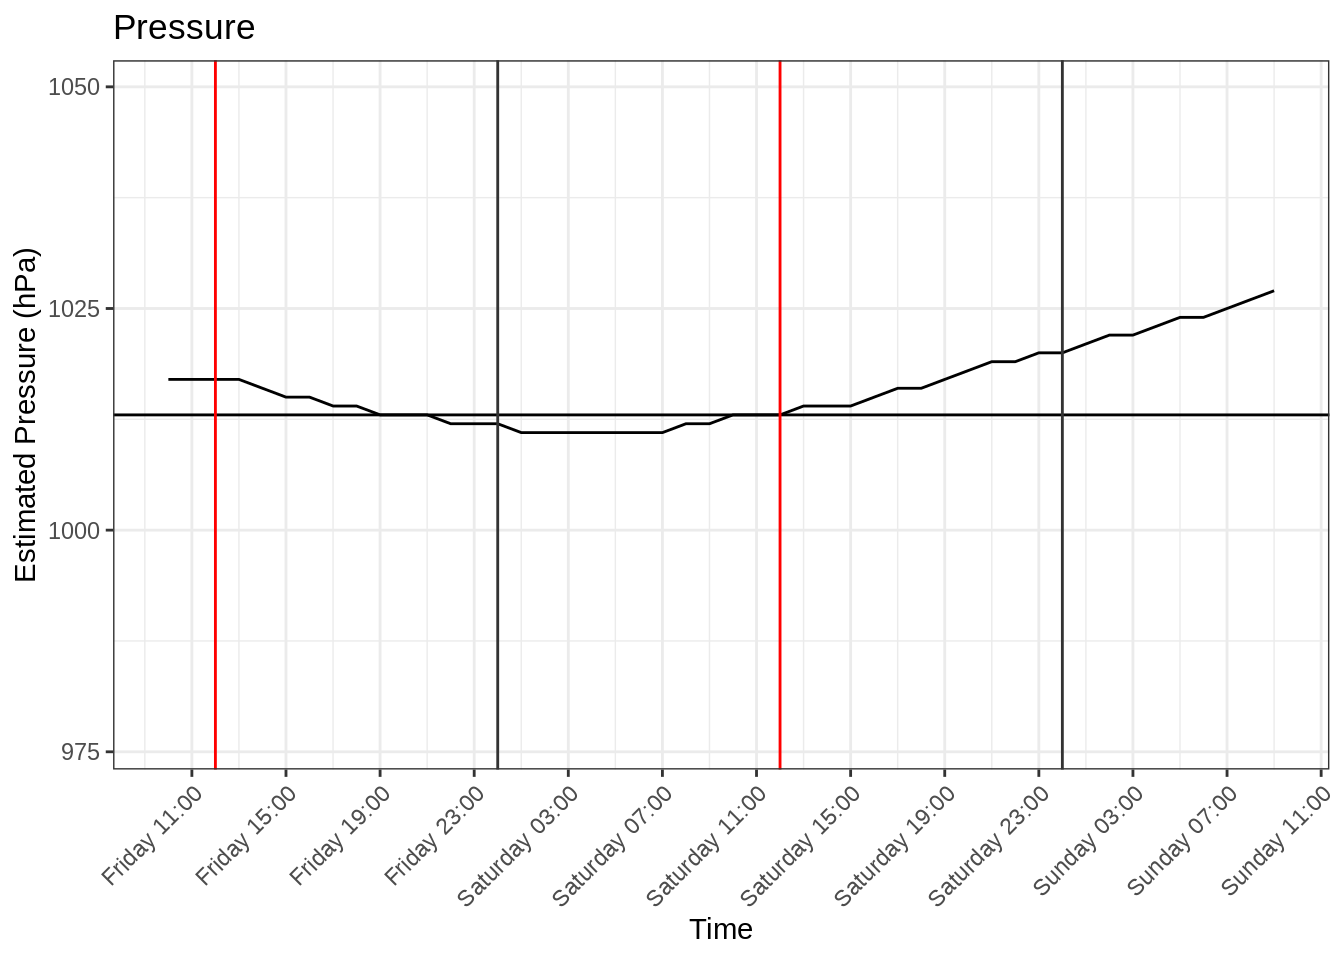 Pressure
Estimated Pressure (hPa)
1050
1025
1000
975
Friday 11:00
Friday 15:00
Friday 19:00
Friday 23:00
Saturday 03:00
Saturday 07:00
Saturday 11:00
Saturday 15:00
Saturday 19:00
Saturday 23:00
Sunday 03:00
Sunday 07:00
Sunday 11:00
Time